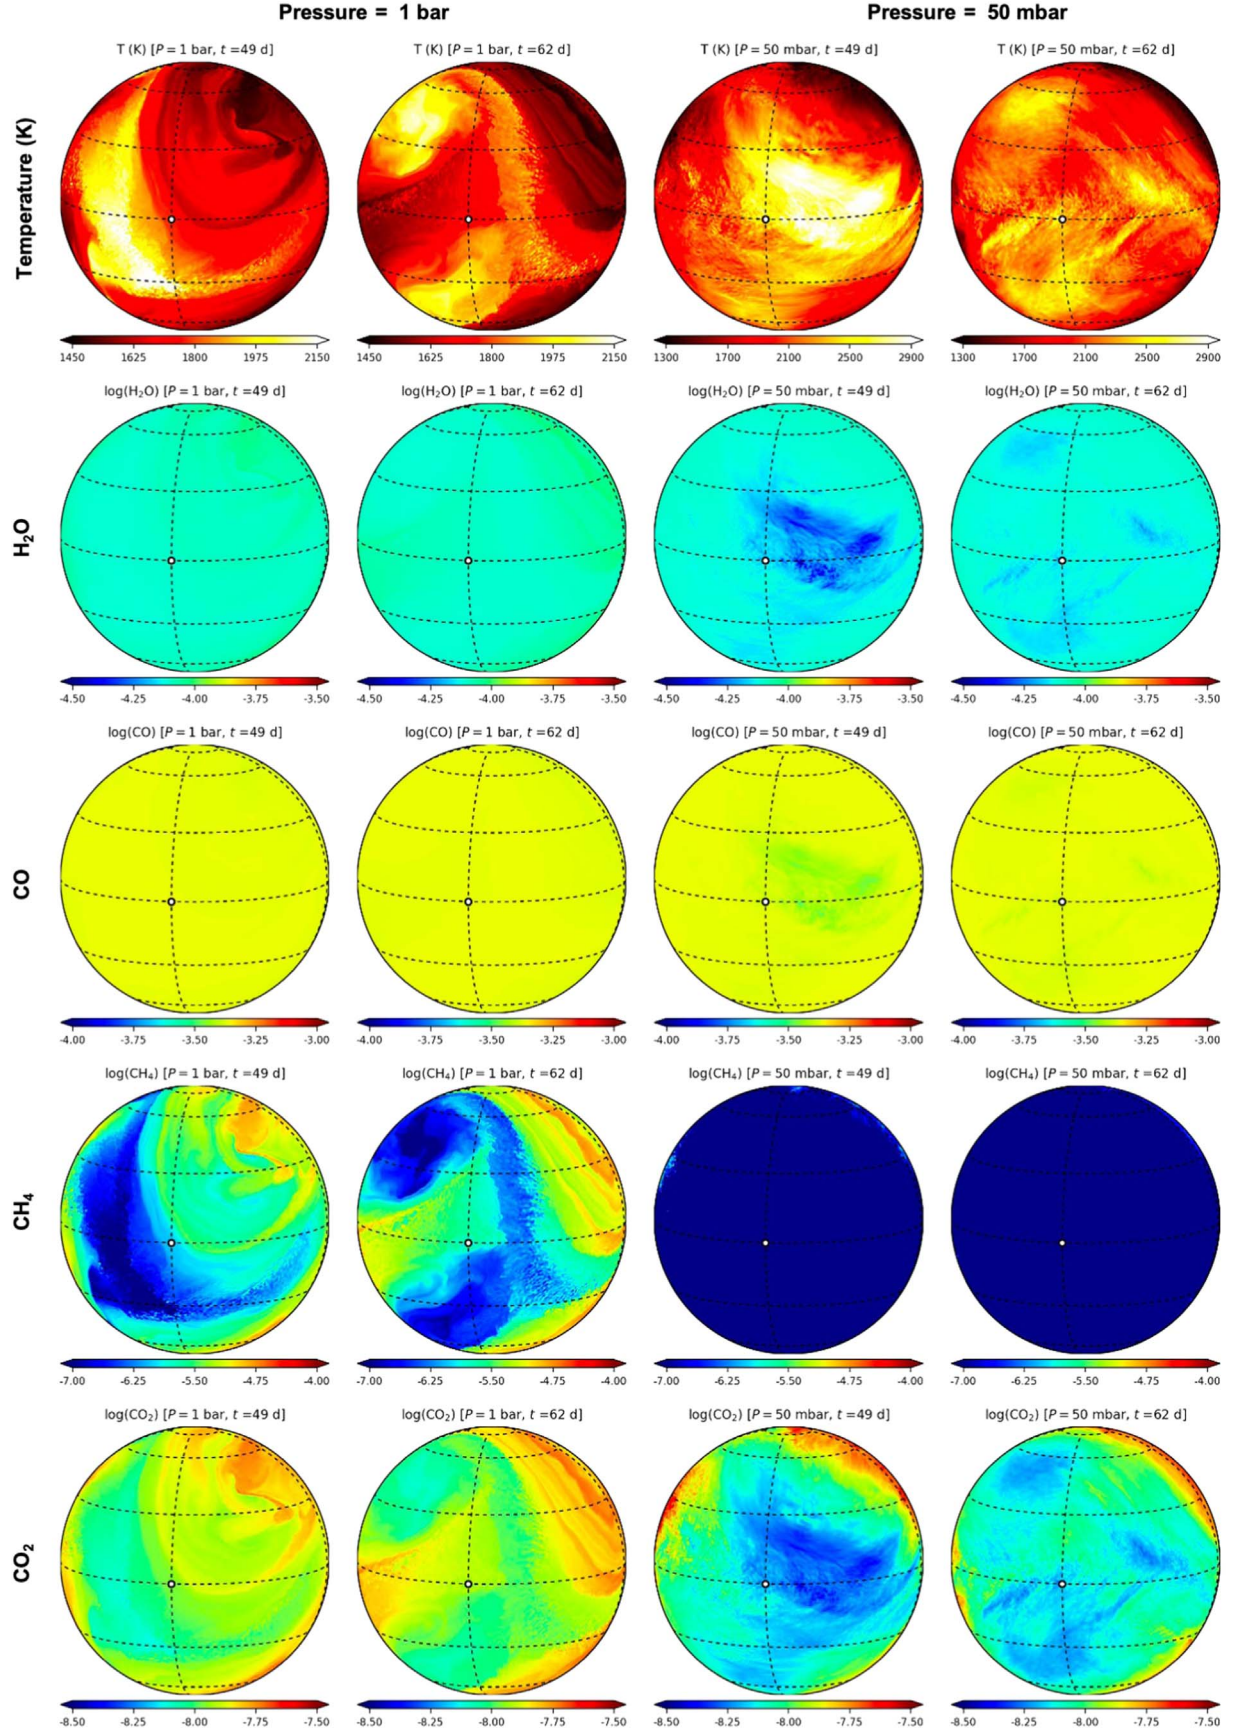 Pressure = 1 bar Pressure = 50 mbar
T (K) [P = 1 bar, t =49 d] T (K) [P = 1 bar, t =62 d] T (K) [P = 50 mbar, t =49 d] T (K) [P = 50 mbar, t =62 d]
Temperature (K)
1450 1625 1800 1975 2150 1450 1625 1800 1975 2150 1300 1700 2100 2500 2900 1300 1700 2100 2500 2900
log(H₂O) [P = 1 bar, t =49 d] log(H₂O) [P = 1 bar, t =62 d] log(H₂O) [P = 50 mbar, t =49 d] log(H₂O) [P = 50 mbar, t =62 d]
H₂O
-4.50 -4.25 -4.00 -3.75 -3.50 -4.50 -4.25 -4.00 -3.75 -3.50 -4.50 -4.25 -4.00 -3.75 -3.50 -4.50 -4.25 -4.00 -3.75 -3.50
log(CO) [P = 1 bar, t =49 d] log(CO) [P = 1 bar, t =62 d] log(CO) [P = 50 mbar, t =49 d] log(CO) [P = 50 mbar, t =62 d]
CO
-4.00 -3.75 -3.50 -3.25 -3.00 -4.00 -3.75 -3.50 -3.25 -3.00 -4.00 -3.75 -3.50 -3.25 -3.00 -4.00 -3.75 -3.50 -3.25 -3.00
log(CH₄) [P = 1 bar, t =49 d] log(CH₄) [P = 1 bar, t =62 d] log(CH₄) [P = 50 mbar, t =49 d] log(CH₄) [P = 50 mbar, t =62 d]
CH₄
-7.00 -6.25 -5.50 -4.75 -4.00 -7.00 -6.25 -5.50 -4.75 -4.00 -7.00 -6.25 -5.50 -4.75 -4.00 -7.00 -6.25 -5.50 -4.75 -4.00
log(CO₂) [P = 1 bar, t =49 d] log(CO₂) [P = 1 bar, t =62 d] log(CO₂) [P = 50 mbar, t =49 d] log(CO₂) [P = 50 mbar, t =62 d]
CO₂
-8.50 -8.25 -8.00 -7.75 -7.50 -8.50 -8.25 -8.00 -7.75 -7.50 -8.50 -8.25 -8.00 -7.75 -7.50 -8.50 -8.25 -8.00 -7.75 -7.50